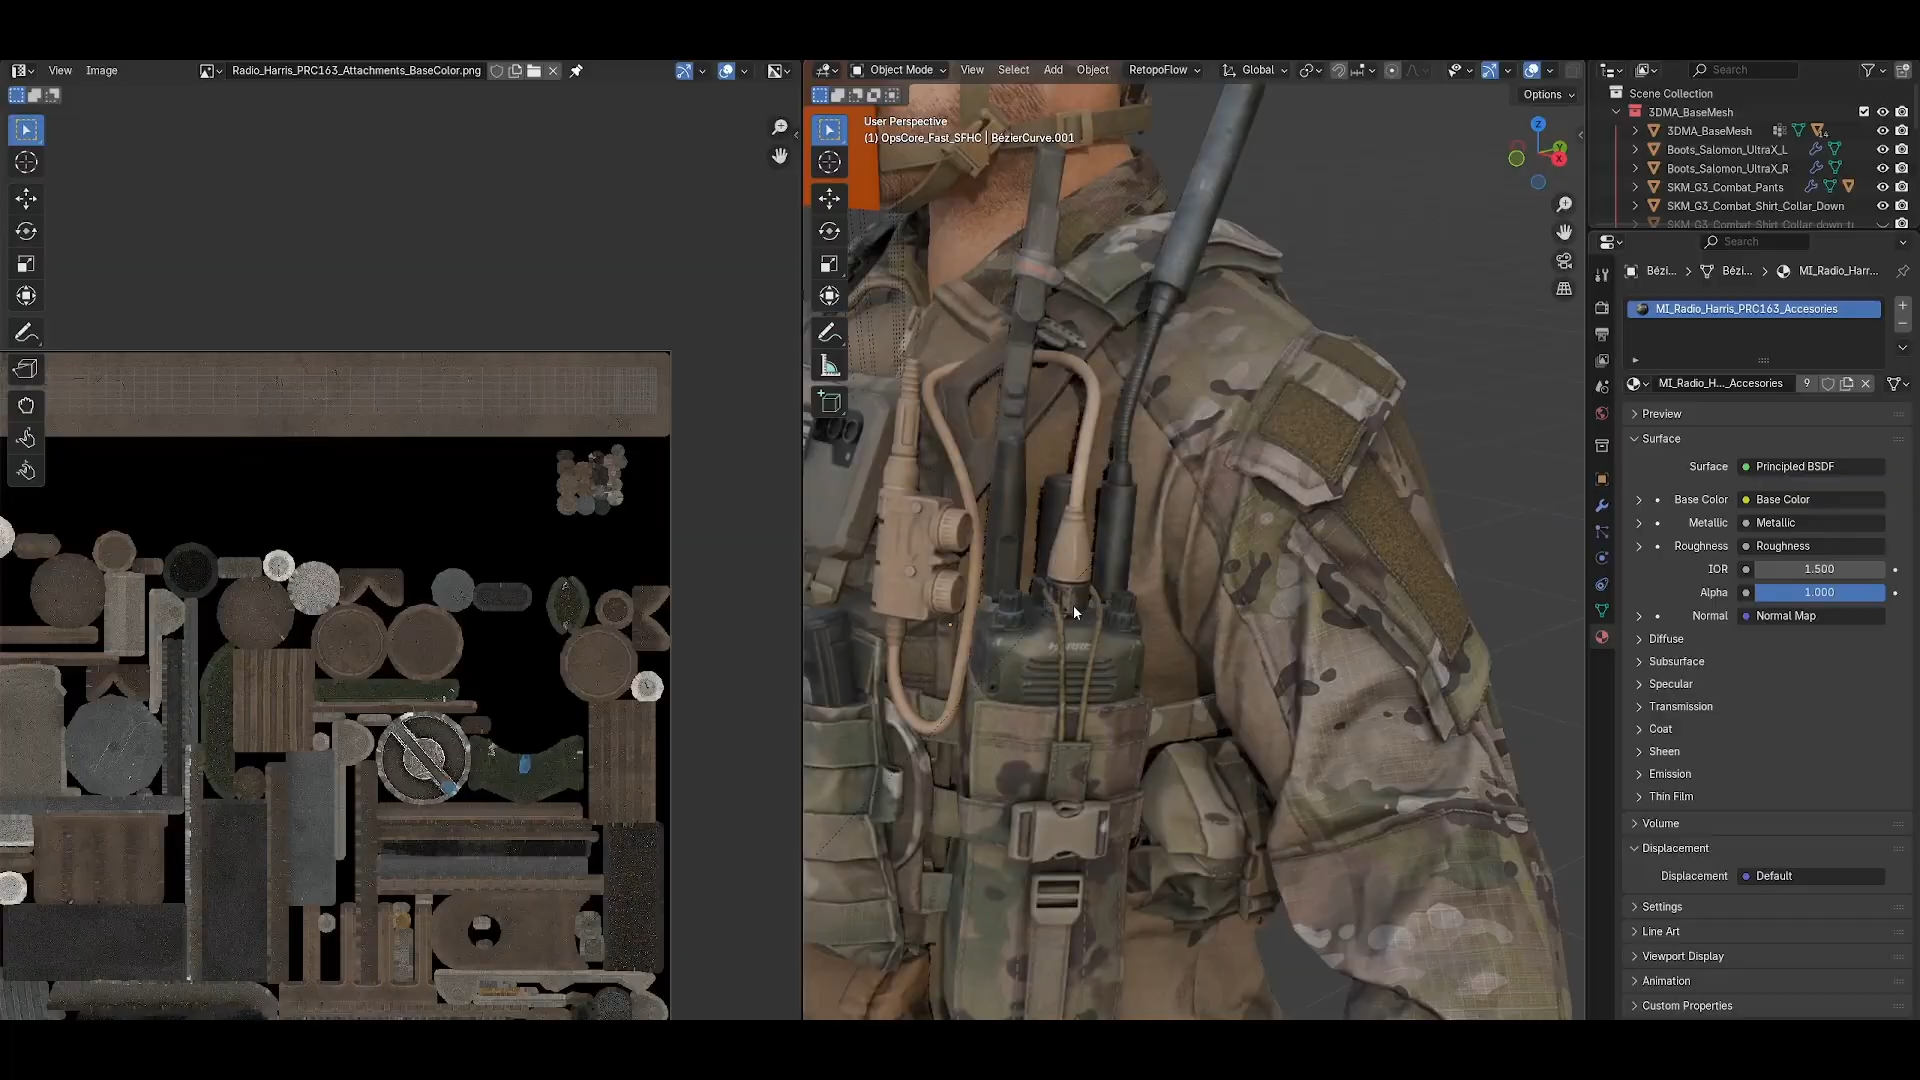 View Image Radio_Harris_PRC163_Attachments_BaseColor.png
Object Mode View Select Add Object RetopoFlow Global
Options
User Perspective
(1) OpsCore_Fast_SFHC | BézierCurve.001
Z
Y
X
Search
Scene Collection
3DMA_BaseMesh
3DMA_BaseMesh 14
Boots_Salomon_UltraX_L
Boots_Salomon_UltraX_R
SKM_G3_Combat_Pants
SKM_G3_Combat_Shirt_Collar_Down
Search
Bézi... Bézi... MI_Radio_Harr...
MI_Radio_Harris_PRC163_Accesories
MI_Radio_H..._Accesories 9
Preview
Surface
Surface Principled BSDF
Base Color Base Color
Metallic Metallic
Roughness Roughness
IOR 1.500
Alpha 1.000
Normal Normal Map
Diffuse
Subsurface
Specular
Transmission
Coat
Sheen
Emission
Thin Film
Volume
Displacement
Displacement Default
Settings
Line Art
Viewport Display
Animation
Custom Properties